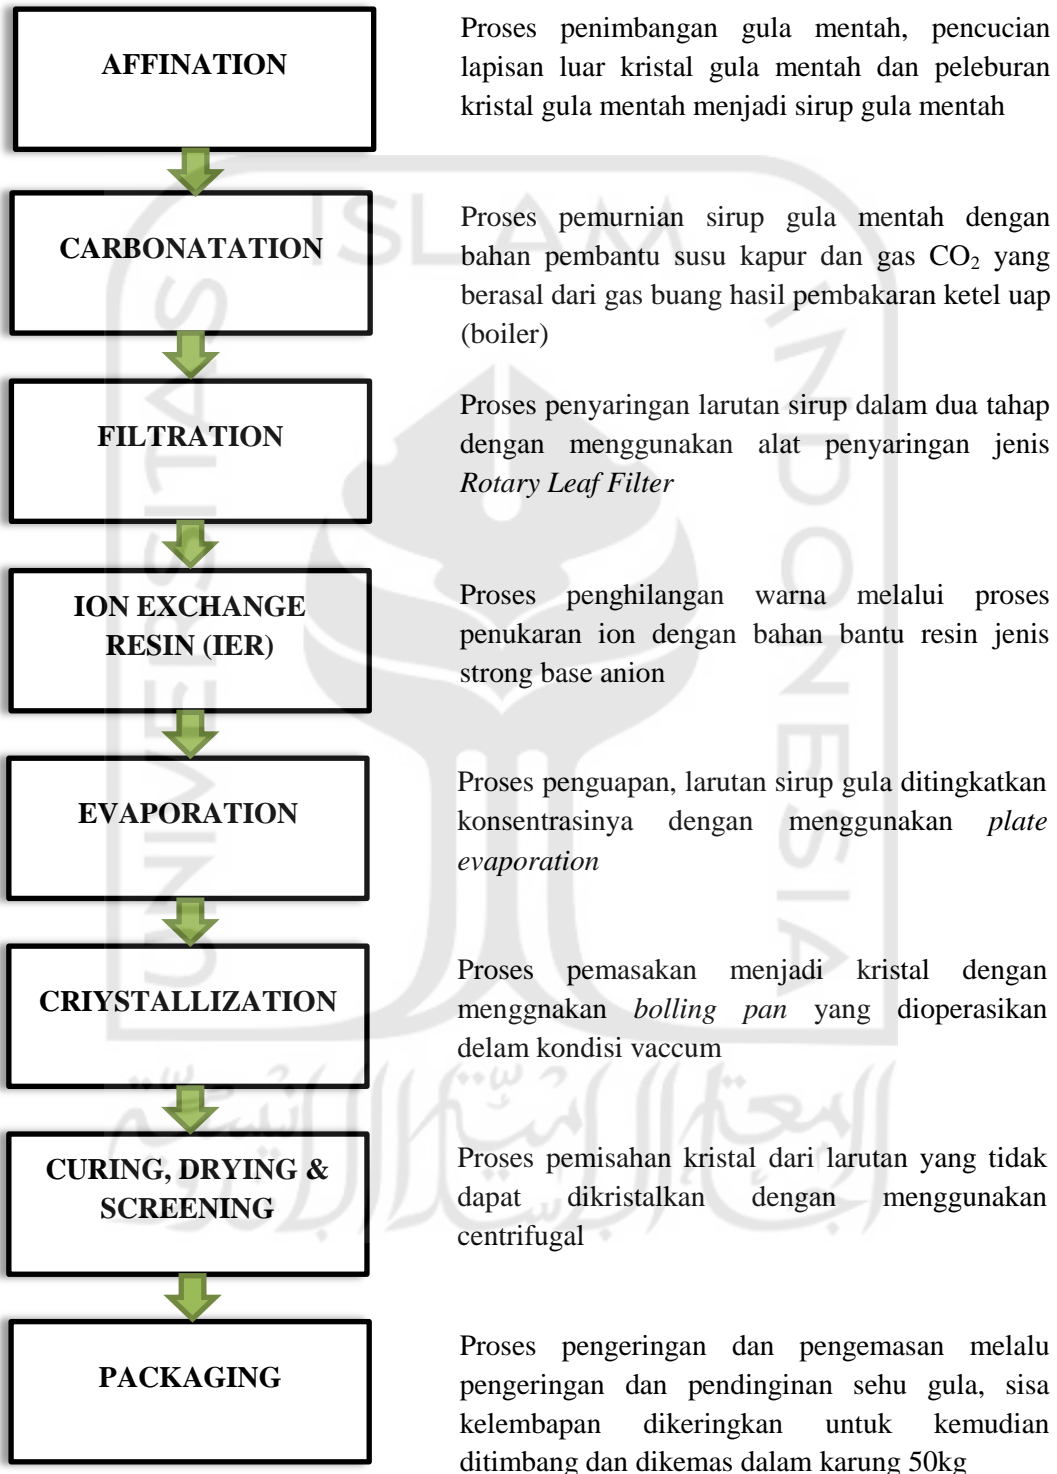 AFFINATION
Proses penimbangan gula mentah, pencucian
lapisan luar kristal gula mentah dan peleburan
kristal gula mentah menjadi sirup gula mentah
CARBONATATION
Proses pemurnian sirup gula mentah dengan
bahan pembantu susu kapur dan gas CO₂ yang
berasal dari gas buang hasil pembakaran ketel uap
(boiler)
FILTRATION
Proses penyaringan larutan sirup dalam dua tahap
dengan menggunakan alat penyaringan jenis
Rotary Leaf Filter
ION EXCHANGE
RESIN (IER)
Proses penghilangan warna melalui proses
penukaran ion dengan bahan bantu resin jenis
strong base anion
EVAPORATION
Proses penguapan, larutan sirup gula ditingkatkan
konsentrasinya dengan menggunakan plate
evaporation
CRIYSTALLIZATION
Proses pemasakan menjadi kristal dengan
menggnakan bolling pan yang dioperasikan
delam kondisi vaccum
CURING, DRYING &
SCREENING
Proses pemisahan kristal dari larutan yang tidak
dapat dikristalkan dengan menggunakan
centrifugal
PACKAGING
Proses pengeringan dan pengemasan melalu
pengeringan dan pendinginan sehu gula, sisa
kelembapan dikeringkan untuk kemudian
ditimbang dan dikemas dalam karung 50kg
UNIVERSITAS
ISLAM
INDONESIA